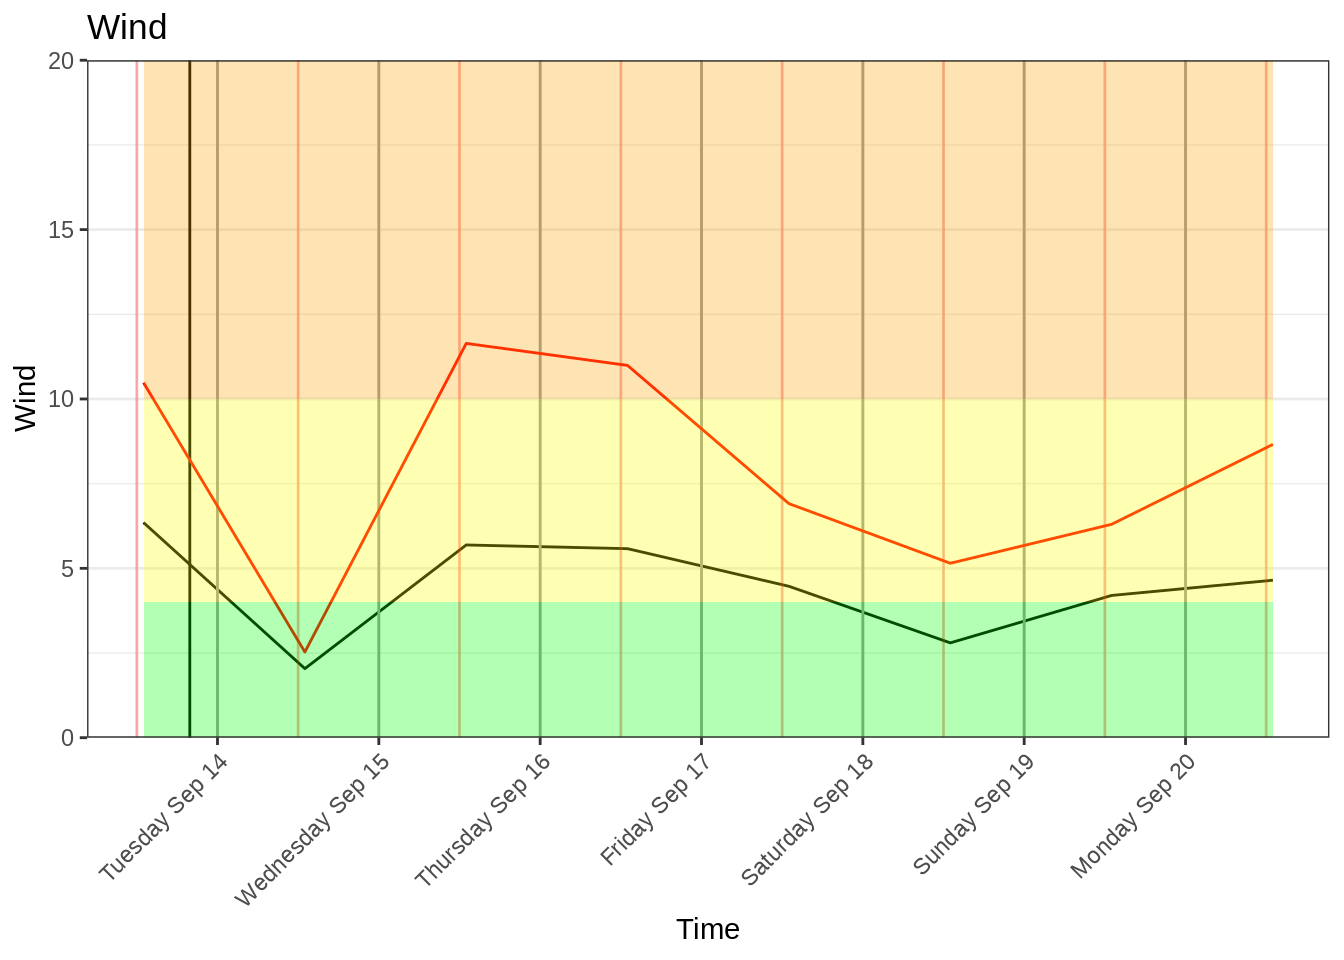 Wind
20
15
10
5
0
Wind
Tuesday Sep 14
Wednesday Sep 15
Thursday Sep 16
Friday Sep 17
Saturday Sep 18
Sunday Sep 19
Monday Sep 20
Time